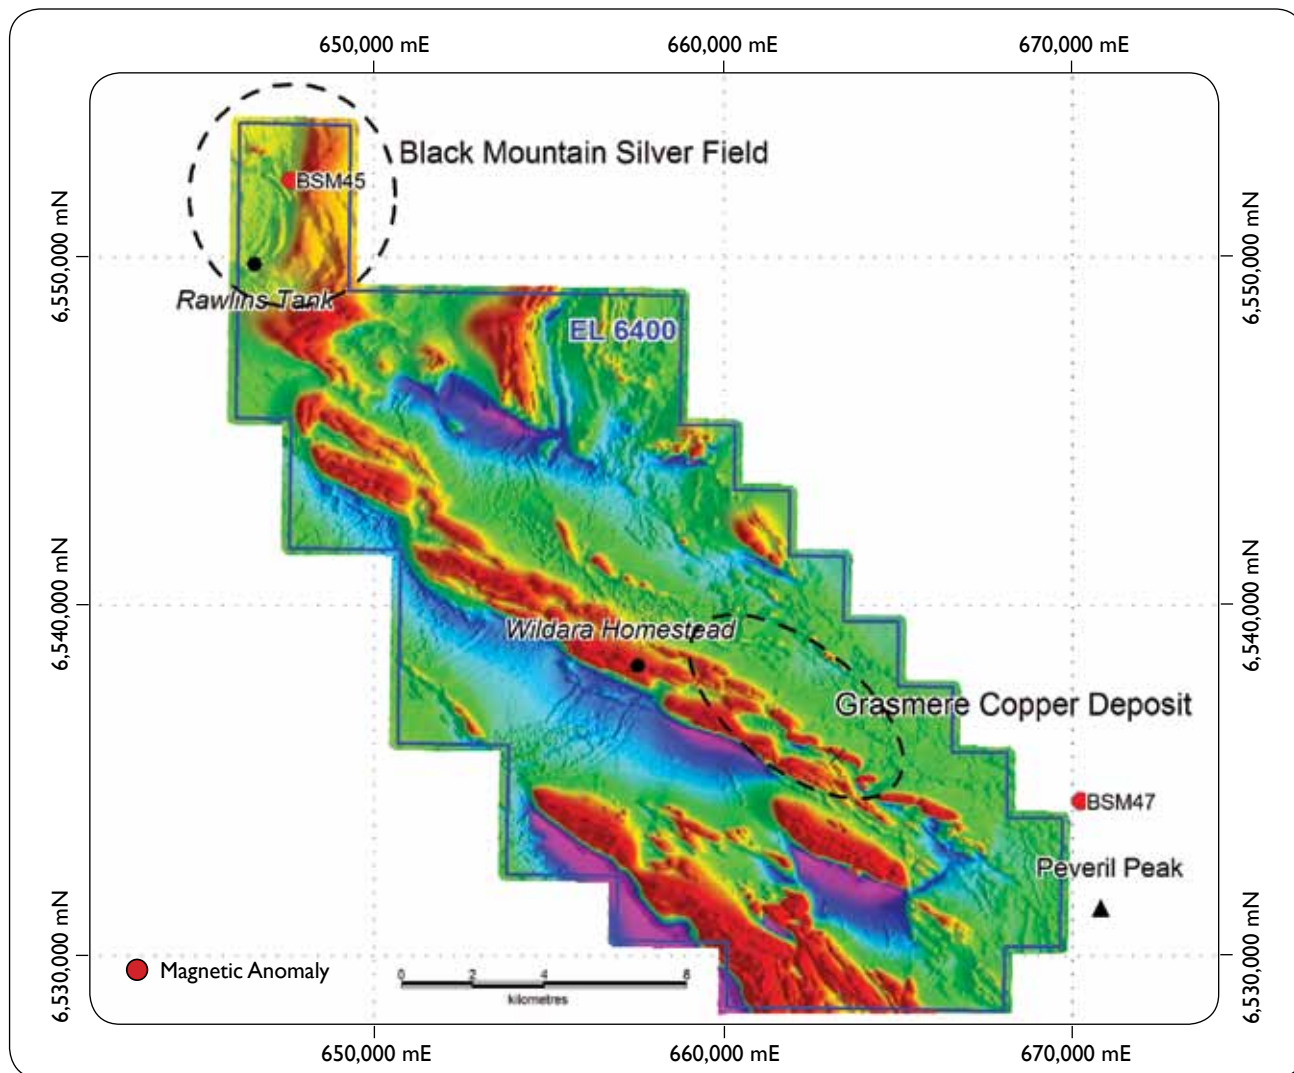 650,000 mE
660,000 mE
670,000 mE
Black Mountain Silver Field
BSM45
6,550,000 mN
6,550,000 mN
Rawlins Tank
EL 6400
6,540,000 mN
6,540,000 mN
Wildara Homestead
Grasmere Copper Deposit
BSM47
Peveril Peak
6,530,000 mN
6,530,000 mN
Magnetic Anomaly
0 2 4 8
kilometres
650,000 mE
660,000 mE
670,000 mE